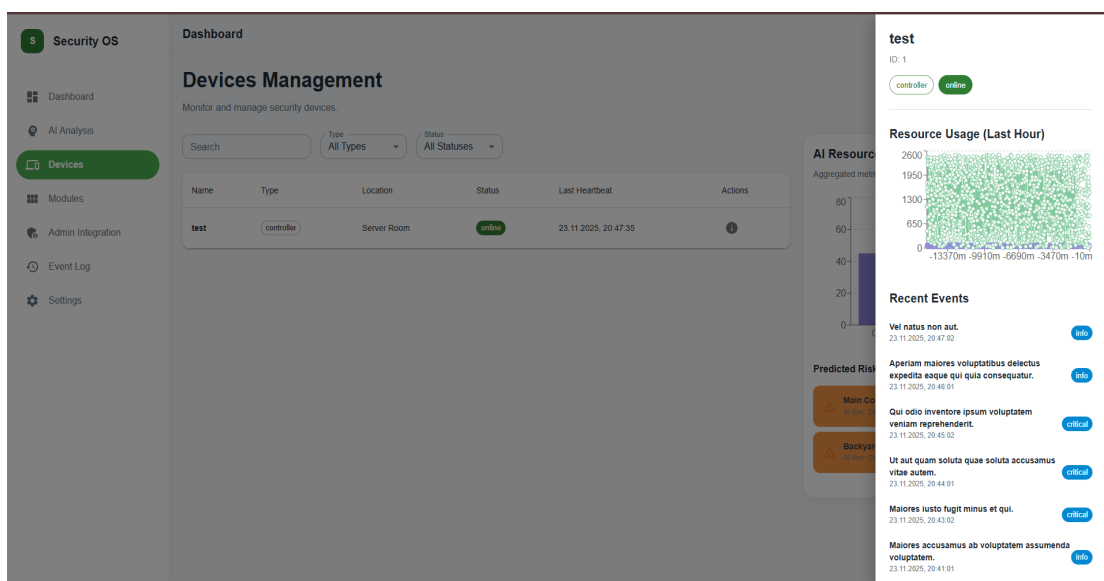 S Security OS
Dashboard
AI Analysis
Devices
Modules
Admin Integration
Event Log
Settings
Dashboard
Devices Management
Monitor and manage security devices.
Search
Type
All Types
Status
All Statuses
Name Type Location Status Last Heartbeat Actions
test controller Server Room online 23.11.2025, 20:47:35
AI Resourc
Aggregated metri
80
60
40
20
0
Predicted Risk
Main Co
AI Rec: C
Backyar
test
ID: 1
controller online
Resource Usage (Last Hour)
2600
1950
1300
650
0
-13370m -9910m -6690m -3470m -10m
Recent Events
Vel natus non aut.
23.11.2025, 20:47:02
info
Aperiam maiores voluptatibus delectus
expedita eaque qui quia consequatur.
23.11.2025, 20:46:01
info
Qui odio inventore ipsum voluptatem
veniam reprehenderit.
23.11.2025, 20:45:02
critical
Ut aut quam soluta quae soluta accusamus
vitae autem.
23.11.2025, 20:44:01
critical
Maiores iusto fugit minus et qui.
23.11.2025, 20:43:02
critical
Maiores accusamus ab voluptatem assumenda
voluptatem.
23.11.2025, 20:41:01
info